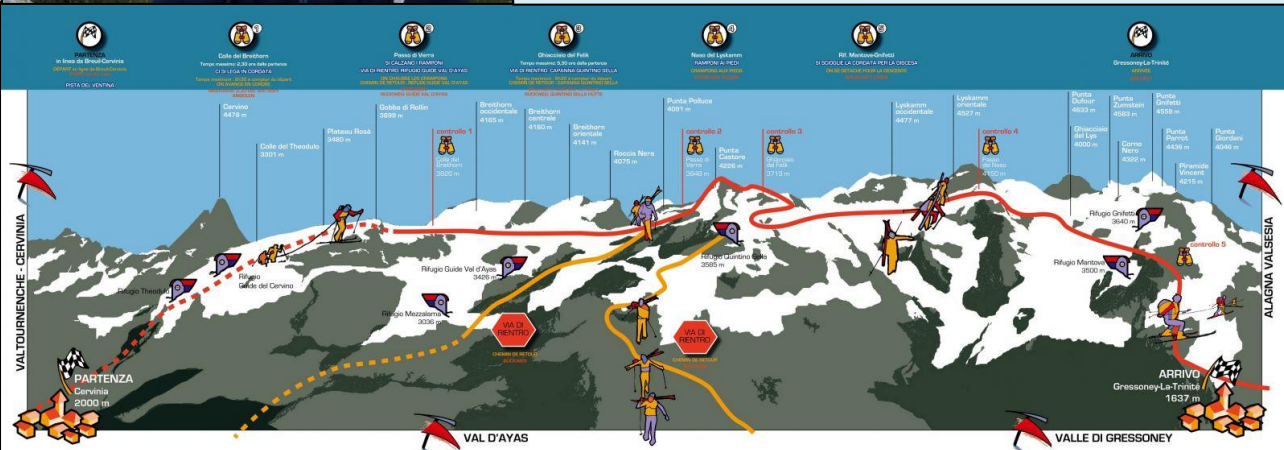 PARTENZA
in linea da Breuil-Cervinia
PISTA DEL VENTINA
1
Colle del Breithorn
Tempo massimo: 2,30 ore dalla partenza
CI SI LEGA IN CORDATA
Passo di Verra
SI CALZANO I RAMPONI
VIA DI RIENTRO RIFUGIO GUIDE VAL D'AYAS
Ghiacciaio del Felik
Tempo massimo: 5,30 ore dalla partenza
VIA DI RIENTRO: CAPANNA QUINTINO SELLA
Naso del Lyskamm
RAMPONI AI PIEDI
CRAMPONS AUX PIEDS
Rif. Mantova-Gnifetti
SI SCIOGLIE LA CORDATA PER LA DISCESA
ARRIVO
Gressoney-La-Trinité
ARRIVÉE
Cervino
4478 m
Colle del Theodulo
3301 m
Plateau Rosà
3480 m
Gobba di Rollin
3899 m
controllo 1
Colle del
Breithorn
Breithorn
occidentale
4165 m
Breithorn
centrale
4160 m
Breithorn
orientale
4141 m
Roccia Nera
4075 m
Punta Polluce
4091 m
controllo 2
Passo di
Verra
Punta
Castore
4226 m
controllo 3
Ghiacciaio
del Felik
Lyskamm
occidentale
4477 m
Lyskamm
orientale
4527 m
controllo 4
Passo
del Naso
4150 m
Punta
Dufour
4633 m
Ghiacciaio
del Lys
4000 m
Punta
Zumstein
4563 m
Corno
Nero
4322 m
Punta
Gnifetti
4559 m
Punta
Parrot
4436 m
Piramide
Vincent
4215 m
Punta
Giordani
4046 m
VALTOURNENCHE - CERVINIA
Rifugio Theodulo
Rifugio
Guide del Cervino
Rifugio Guide Val d'Ayas
3426 m
Rifugio Mezzalama
3036 m
Rifugio Quintino Sella
3585 m
Rifugio Gnifetti
3640 m
Rifugio Mantova
3500 m
controllo 5
ALAGNA VALSESIA
VIA DI
RIENTRO
VIA DI
RIENTRO
CHEMIN DE RETOUR
PARTENZA
Cervinia
2000 m
ARRIVO
Gressoney-La-Trinité
1637 m
VAL D'AYAS
VALLE DI GRESSONEY